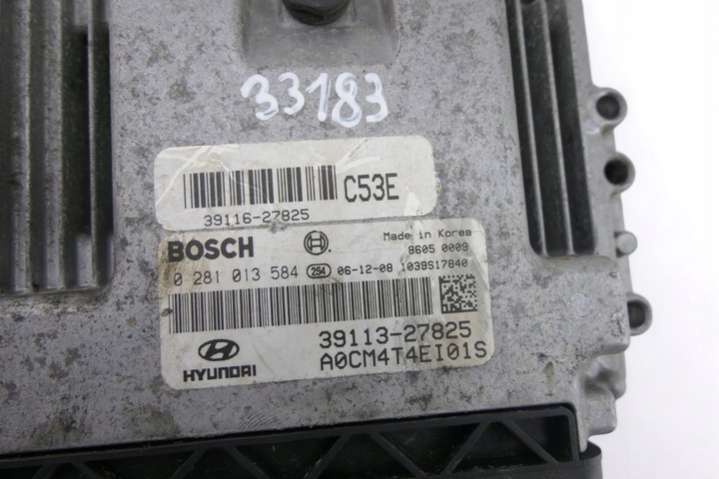 33183
C53E
39116-27825
BOSCH Made in Korea
8605 0009
0 281 013 584 254 06-12-08 1039S17840
39113-27825
HYUNDAI A0CM4T4EI01S